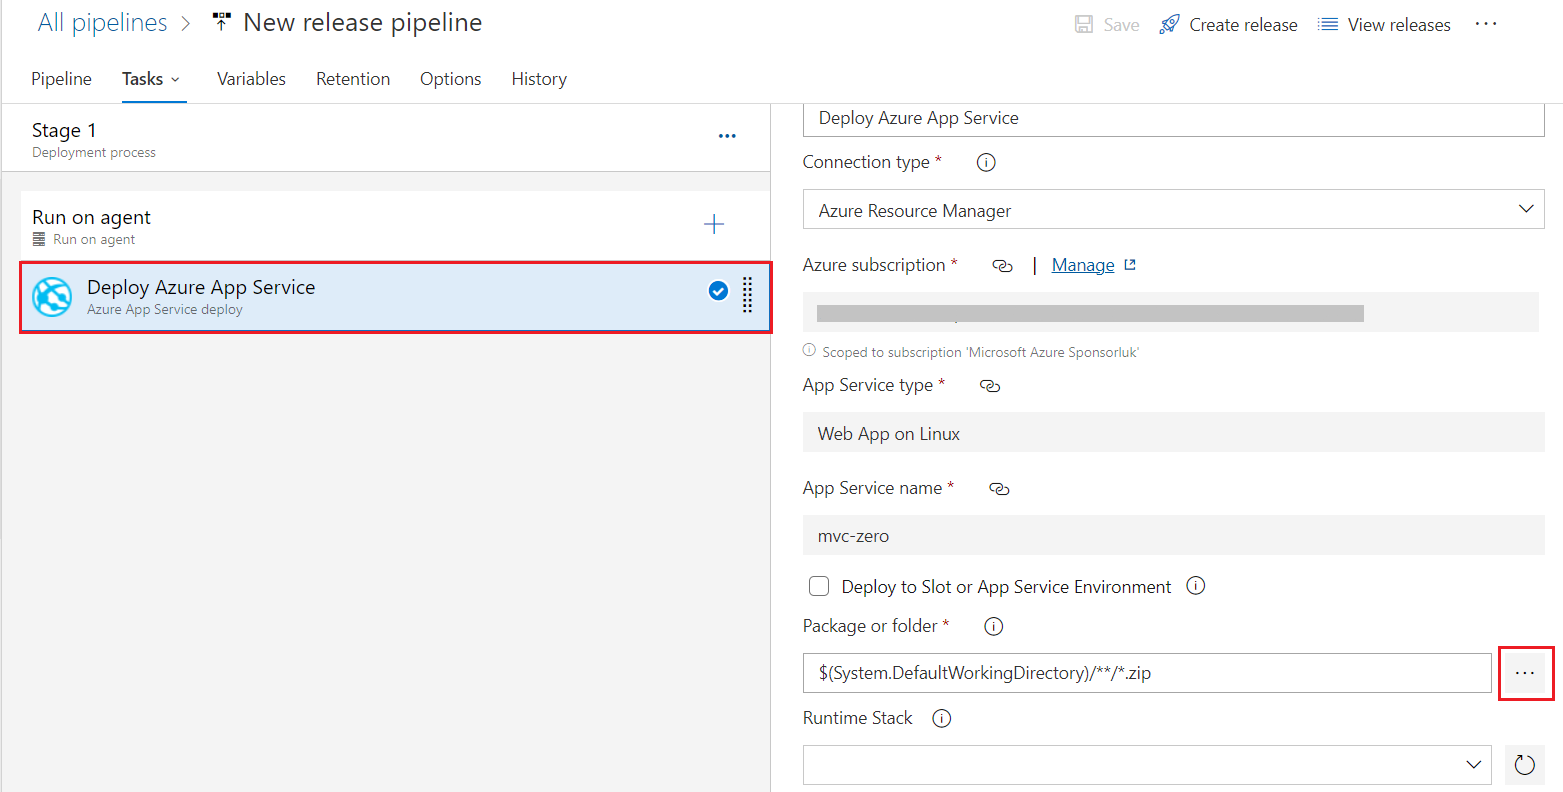 All pipelines > New release pipeline
Save Create release View releases ...
Pipeline Tasks Variables Retention Options History
Stage 1
Deployment process
Run on agent
Run on agent
Deploy Azure App Service
Azure App Service deploy
Deploy Azure App Service
Connection type *
Azure Resource Manager
Azure subscription * | Manage
Scoped to subscription 'Microsoft Azure Sponsorluk'
App Service type *
Web App on Linux
App Service name *
mvc-zero
Deploy to Slot or App Service Environment
Package or folder *
$(System.DefaultWorkingDirectory)/**/*.zip
...
Runtime Stack